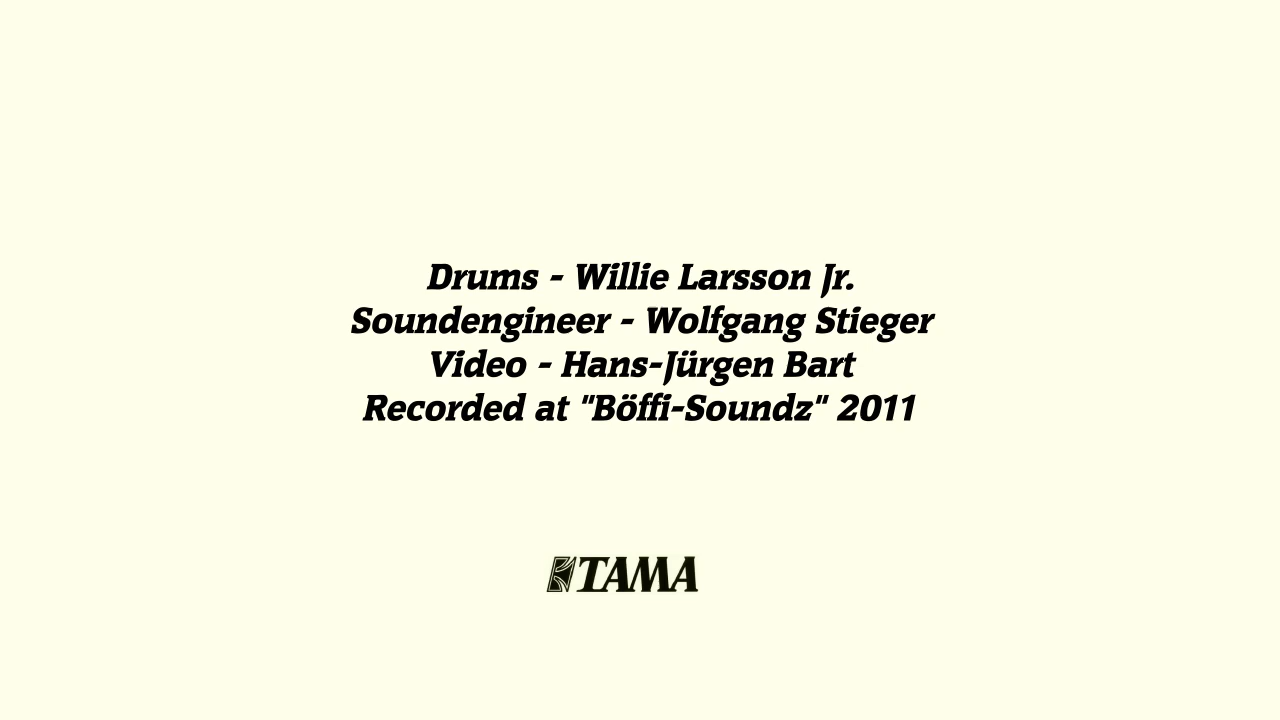 Drums - Willie Larsson Jr.
Soundengineer - Wolfgang Stieger
Video - Hans-Jürgen Bart
Recorded at "Böffi-Soundz" 2011
TAMA